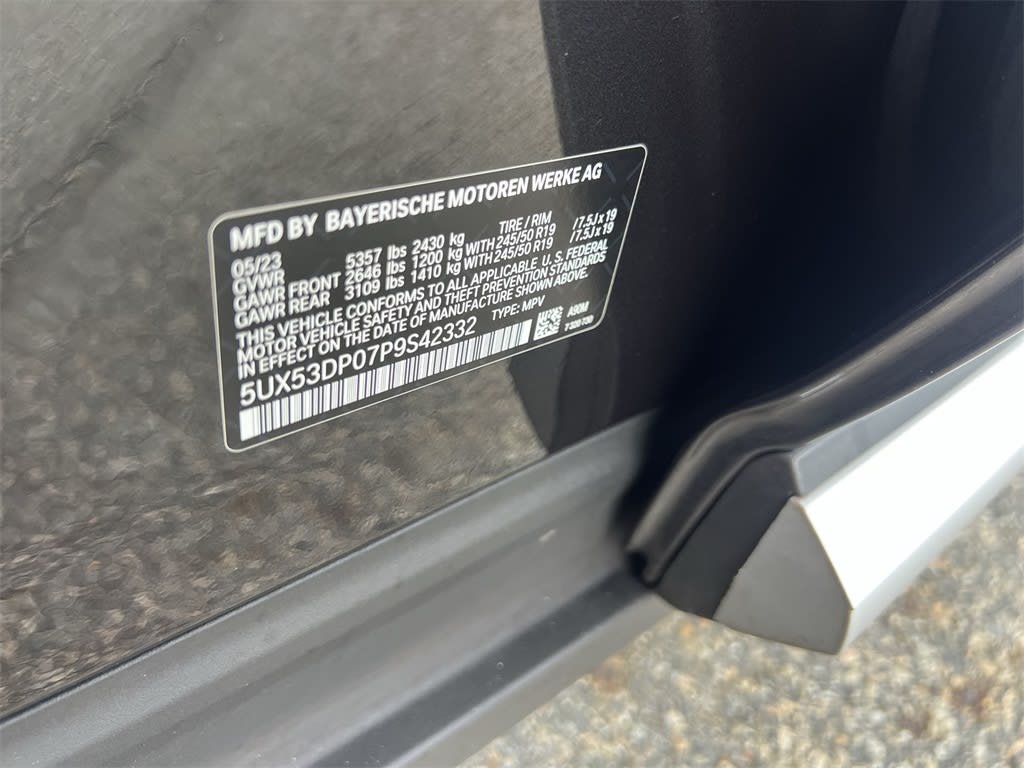 MFD BY BAYERISCHE MOTOREN WERKE AG
05/23 TIRE / RIM
GVWR 5357 lbs 2430 kg
GAWR FRONT 2646 lbs 1200 kg WITH 245/50 R19 /7.5J x 19
GAWR REAR 3109 lbs 1410 kg WITH 245/50 R19 /7.5J x 19
THIS VEHICLE CONFORMS TO ALL APPLICABLE U. S. FEDERAL
MOTOR VEHICLE SAFETY AND THEFT PREVENTION STANDARDS
IN EFFECT ON THE DATE OF MANUFACTURE SHOWN ABOVE.
5UX53DP07P9S42332 TYPE: MPV
A90M